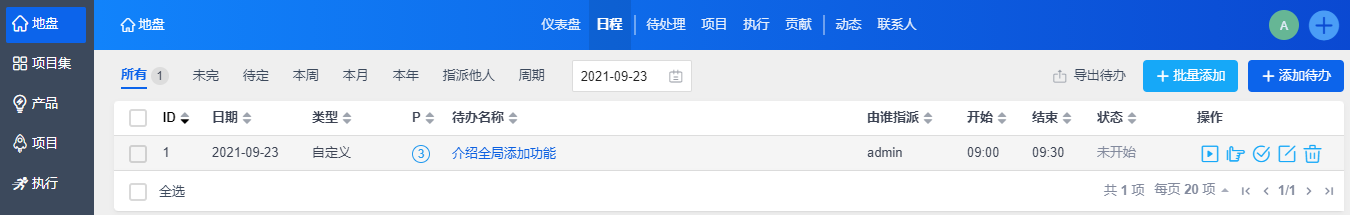 地盘
项目集
产品
项目
执行
地盘
仪表盘 日程 待处理 项目 执行 贡献 动态 联系人
A
所有 1 未完 待定 本周 本月 本年 指派他人 周期 2021-09-23 导出待办 批量添加 添加待办
ID 日期 类型 P 待办名称 由谁指派 开始 结束 状态 操作
1 2021-09-23 自定义 3 介绍全局添加功能 admin 09:00 09:30 未开始
全选 共 1 项 每页 20 项 1/1